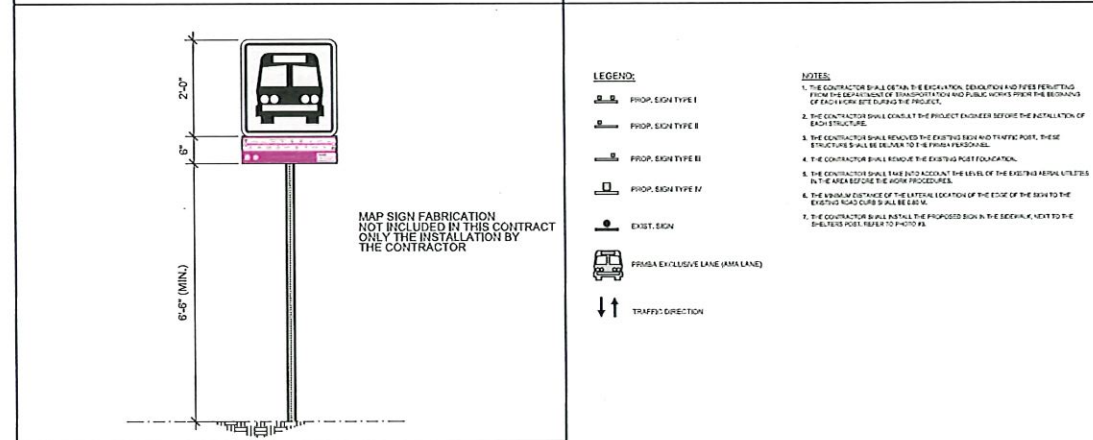 2'-0"
6"
6'-6" (MIN.)
MAP SIGN FABRICATION
NOT INCLUDED IN THIS CONTRACT
ONLY THE INSTALLATION BY
THE CONTRACTOR
LEGEND:
PROP. SIGN TYPE I
PROP. SIGN TYPE II
PROP. SIGN TYPE III
PROP. SIGN TYPE IV
EXIST. SIGN
PRMBA EXCLUSIVE LANE (AMA LANE)
TRAFFIC DIRECTION
NOTES:
1. THE CONTRACTOR SHALL OBTAIN THE EXCAVATION, DEMOLITION AND PIPES PERMITTING
FROM THE DEPARTMENT OF TRANSPORTATION AND PUBLIC WORKS PRIOR THE BEGINNING
OF EACH WORK SITE DURING THE PROJECT.
2. THE CONTRACTOR SHALL CONSULT THE PROJECT ENGINEER BEFORE THE INSTALLATION OF
EACH STRUCTURE.
3. THE CONTRACTOR SHALL REMOVED THE EXISTING SIGN AND TRAFFIC POST, THESE
STRUCTURE SHALL BE DELIVER TO THE PRMBA PERSONNEL.
4. THE CONTRACTOR SHALL REMOVE THE EXISTING POST FOUNDATION.
5. THE CONTRACTOR SHALL TAKE INTO ACCOUNT THE LEVEL OF THE EXISTING AERIAL UTILITIES
IN THE AREA BEFORE THE WORK PROCEDURES.
6. THE MINIMUM DISTANCE OF THE LATERAL LOCATION OF THE EDGE OF THE SIGN TO THE
EXISTING ROAD CURB SHALL BE 0.60 M.
7. THE CONTRACTOR SHALL INSTALL THE PROPOSED SIGN IN THE SIDEWALK, NEXT TO THE
SHELTERS POST. REFER TO PHOTO #3.